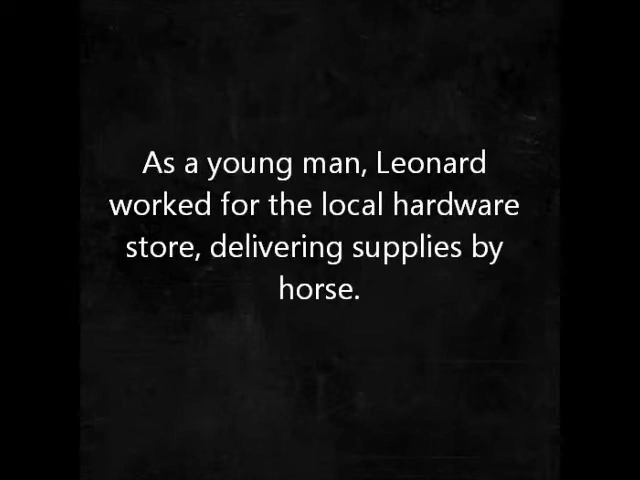 As a young man, Leonard
worked for the local hardware
store, delivering supplies by
horse.